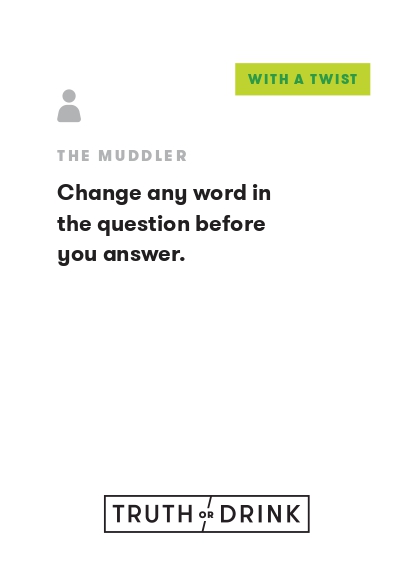 WITH A TWIST
THE MUDDLER
Change any word in
the question before
you answer.
TRUTH OR DRINK